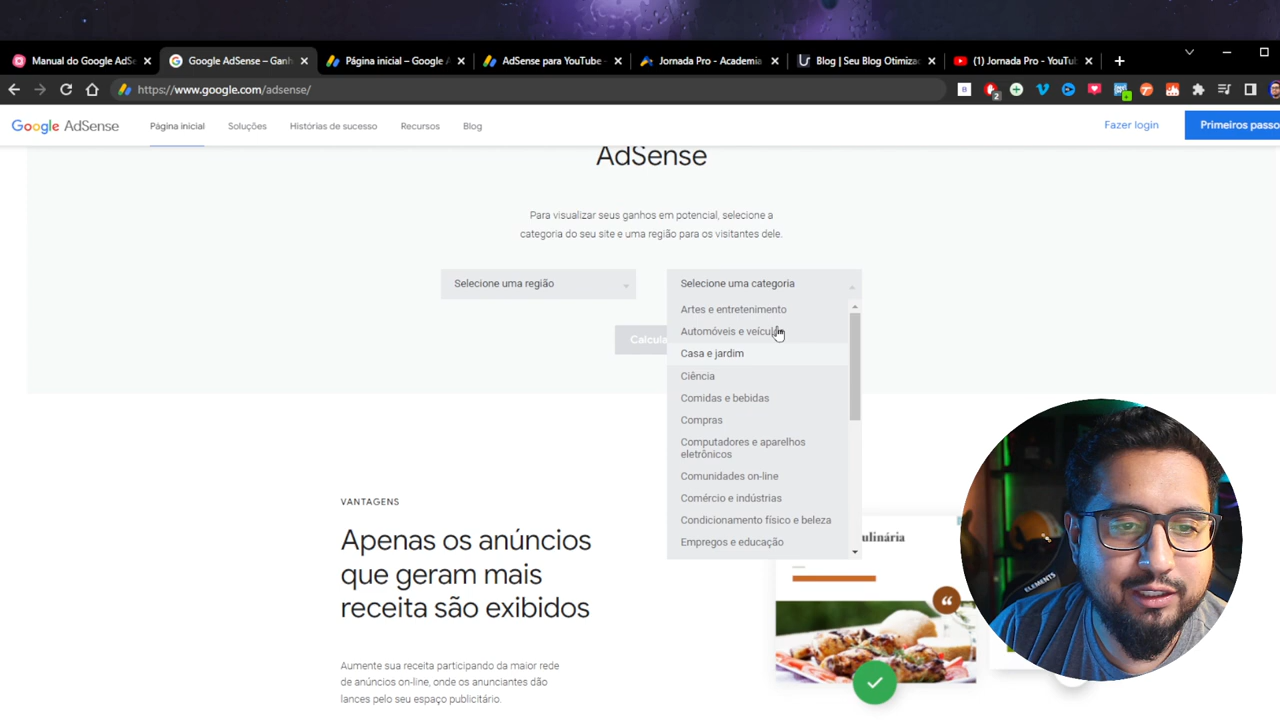 Manual do Google AdSe
Google AdSense – Ganh
Página inicial – Google A
AdSense para YouTube -
Jornada Pro - Academia
Blog | Seu Blog Otimiza
(1) Jornada Pro - YouTu
https://www.google.com/adsense/
2
Google AdSense
Página inicial
Soluções
Histórias de sucesso
Recursos
Blog
Fazer login
Primeiros passo
AdSense
Para visualizar seus ganhos em potencial, selecione a
categoria do seu site e uma região para os visitantes dele.
Selecione uma região
Selecione uma categoria
Artes e entretenimento
Automóveis e veícul
Calcula
Casa e jardim
Ciência
Comidas e bebidas
Compras
Computadores e aparelhos
eletrônicos
Comunidades on-line
Comércio e indústrias
Condicionamento físico e beleza
Empregos e educação
VANTAGENS
Apenas os anúncios
que geram mais
receita são exibidos
Aumente sua receita participando da maior rede
de anúncios on-line, onde os anunciantes dão
lances pelo seu espaço publicitário.
ulinária
ELEMENTS